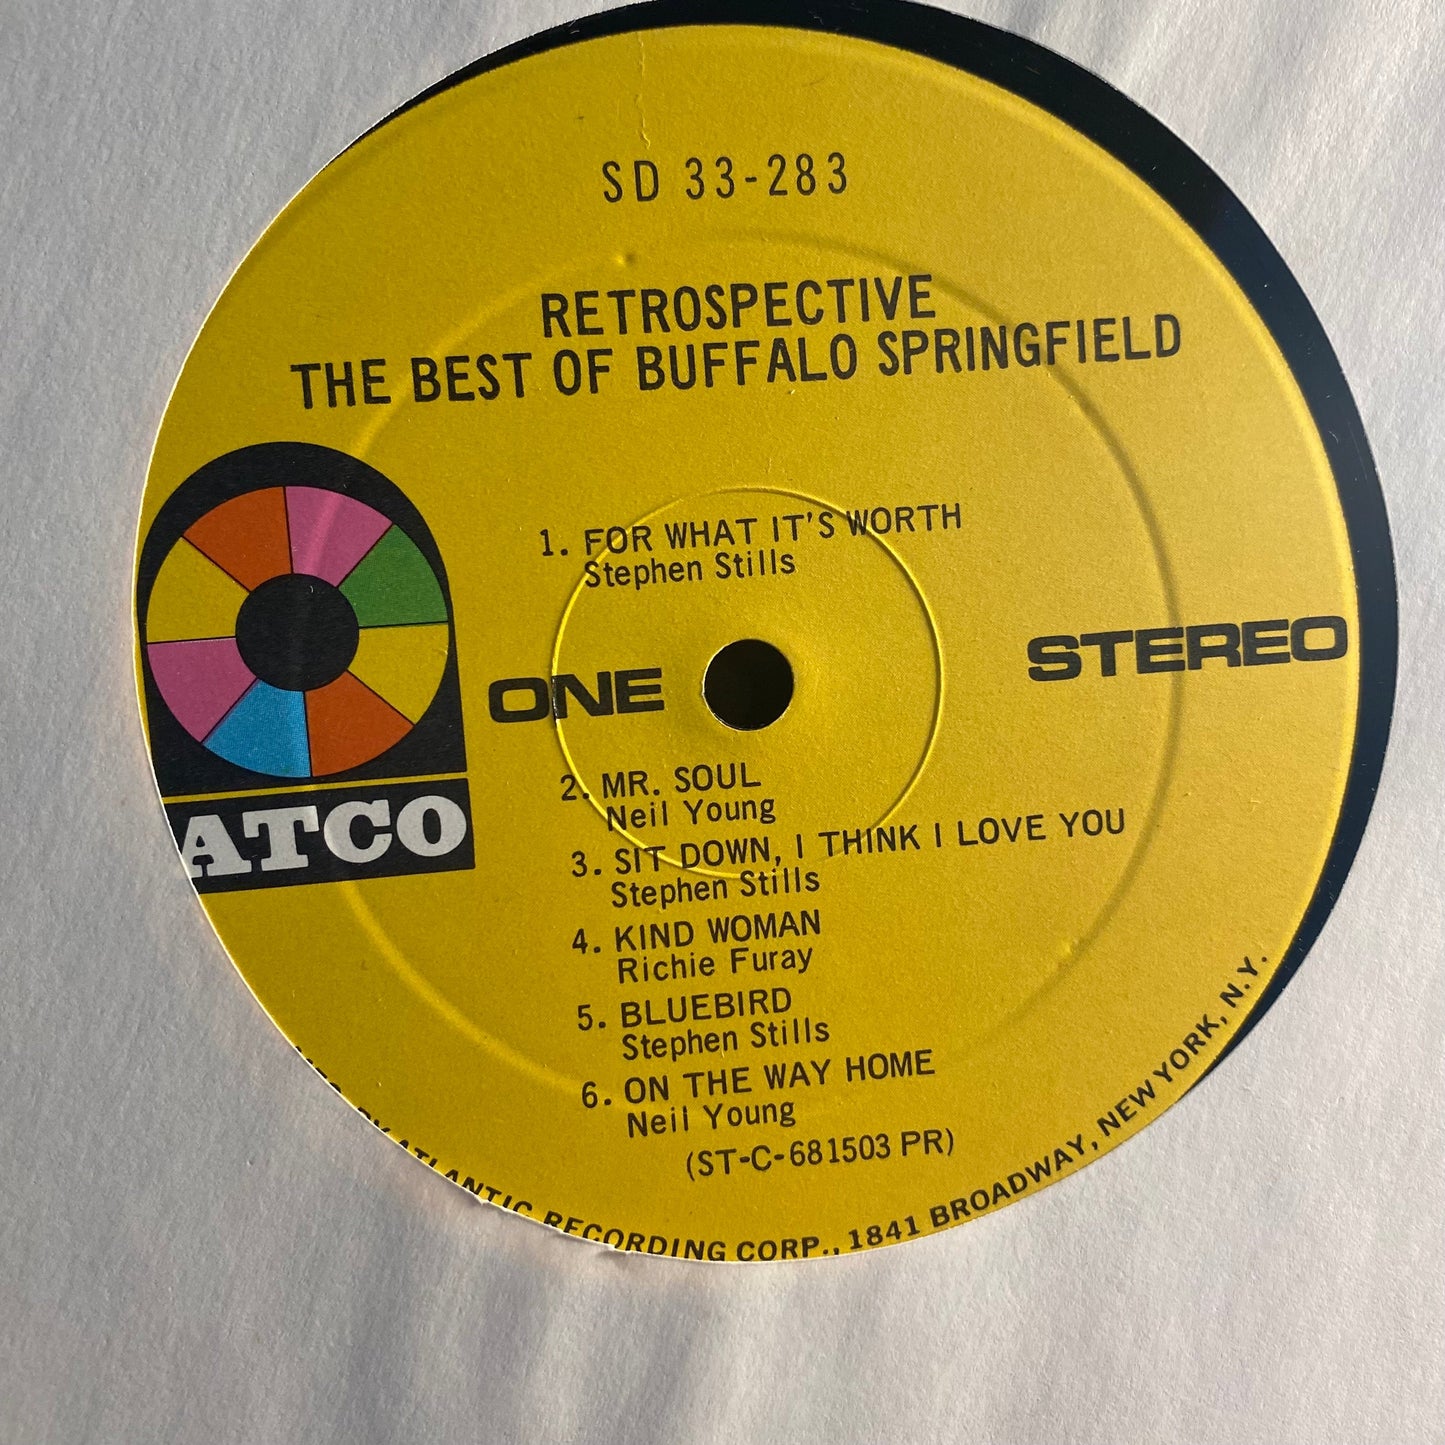 SD 33-283
RETROSPECTIVE
THE BEST OF BUFFALO SPRINGFIELD
1. FOR WHAT IT'S WORTH
Stephen Stills
ONE
STEREO
ATCO
2. MR. SOUL
Neil Young
3. SIT DOWN, I THINK I LOVE YOU
Stephen Stills
4. KIND WOMAN
Richie Furay
5. BLUEBIRD
Stephen Stills
6. ON THE WAY HOME
Neil Young
(ST-C-681503 PR)
BY ATLANTIC RECORDING CORP., 1841 BROADWAY, NEW YORK, N.Y.